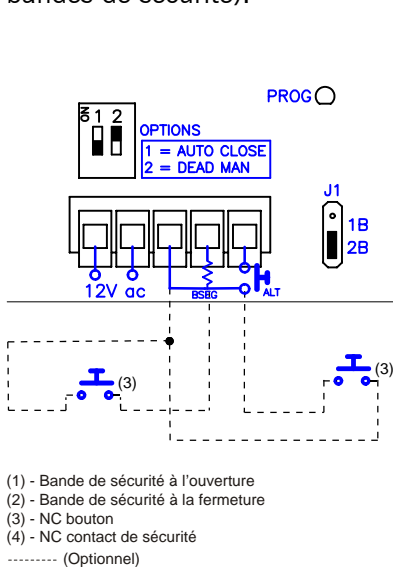 bandes de sécurité).
PROG
ON
1 2
OPTIONS
1 = AUTO CLOSE
2 = DEAD MAN
J1
1B
2B
12V ac
BSEG
ALT
(3)
(3)
(1) - Bande de sécurité à l’ouverture
(2) - Bande de sécurité à la fermeture
(3) - NC bouton
(4) - NC contact de sécurité
--------- (Optionnel)